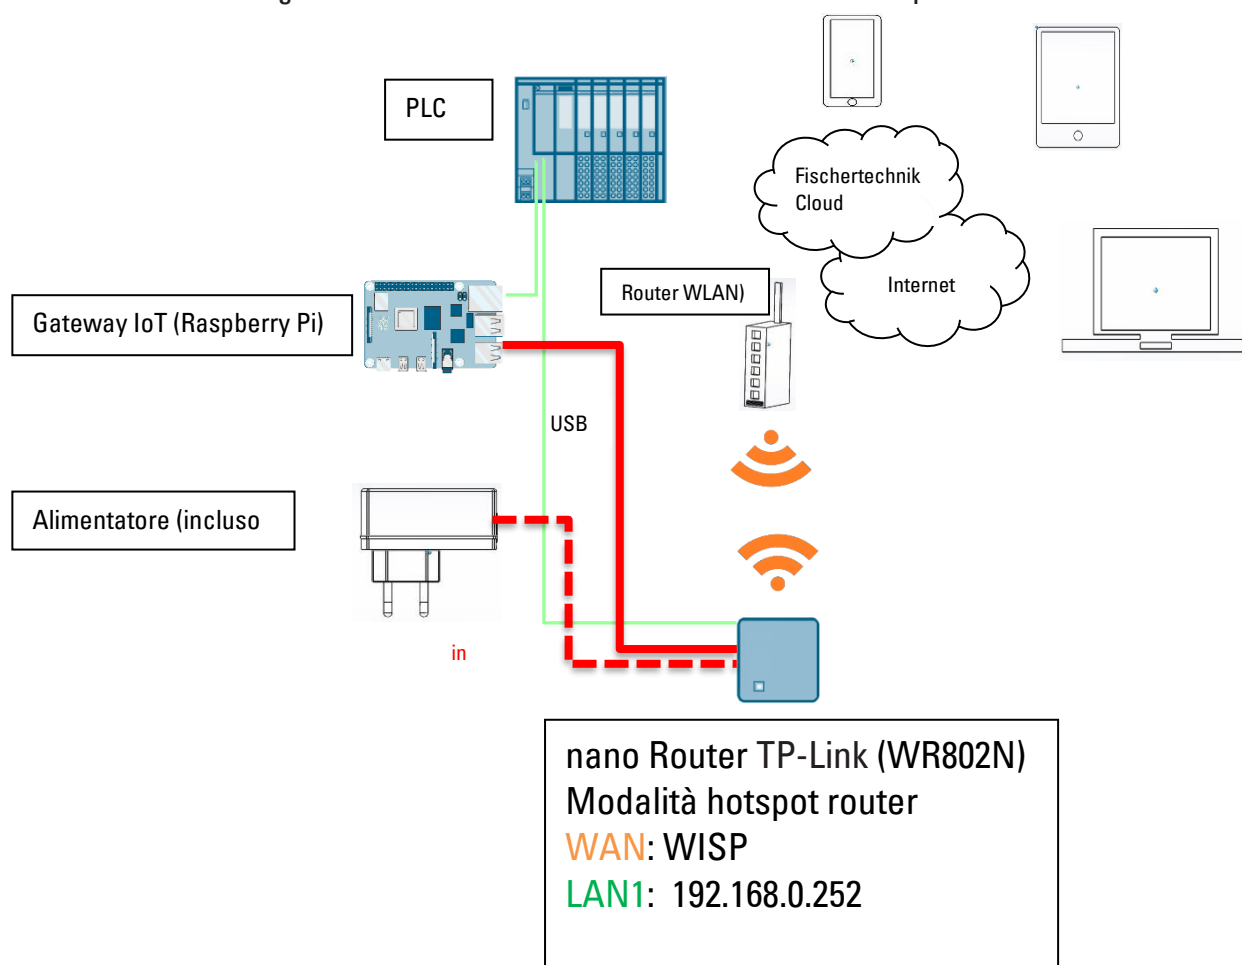 PLC
Fischertechnik
Cloud
Internet
Router WLAN)
Gateway IoT (Raspberry Pi)
USB
Alimentatore (incluso
in
nano Router TP-Link (WR802N)
Modalità hotspot router
WAN: WISP
LAN1: 192.168.0.252